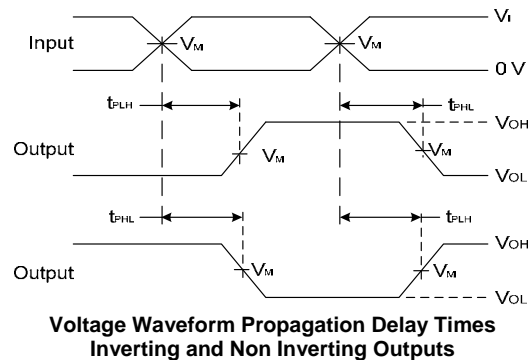 VI
Input
VM
VM
0 V
tPLH
tPHL
VOH
Output
VM
VM
VOL
tPHL
tPLH
VOH
Output
VM
VM
VOL
Voltage Waveform Propagation Delay Times
Inverting and Non Inverting Outputs